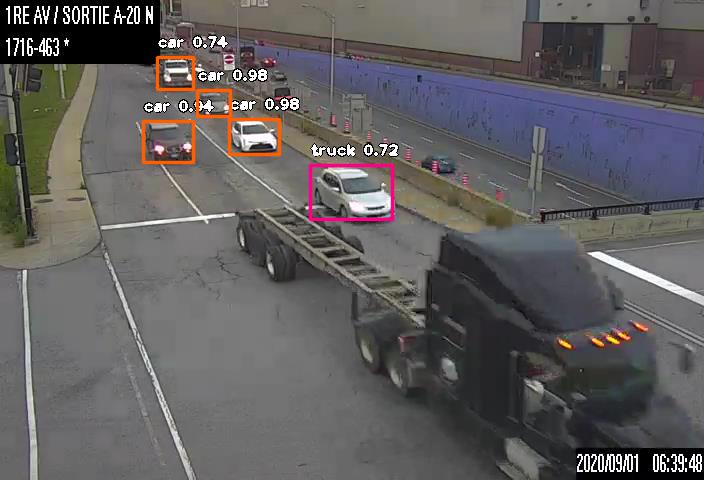 1RE AV / SORTIE A-20 N
1716-463 *
car 0.74
car 0.98
car 0.94
car 0.98
truck 0.72
2020/09/01 06:39:48